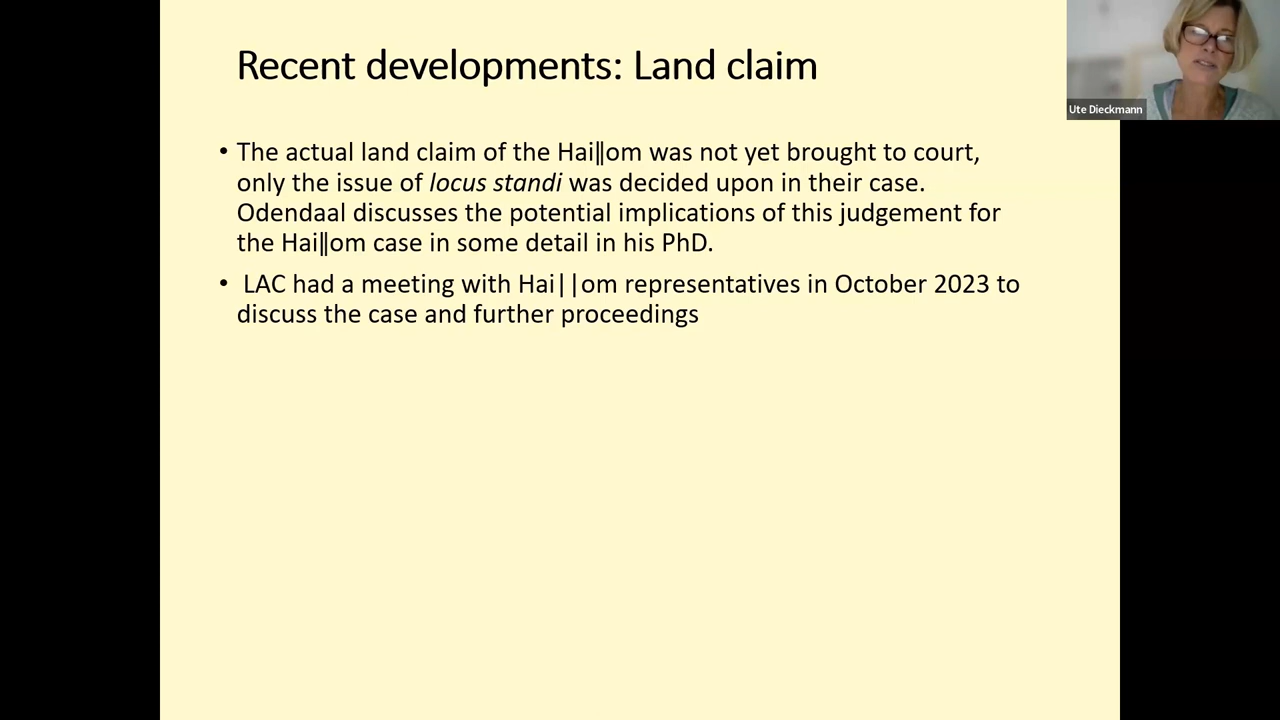 Recent developments: Land claim
Ute Dieckmann
• The actual land claim of the Haiǁom was not yet brought to court,
only the issue of locus standi was decided upon in their case.
Odendaal discusses the potential implications of this judgement for
the Haiǁom case in some detail in his PhD.
• LAC had a meeting with Hai||om representatives in October 2023 to
discuss the case and further proceedings